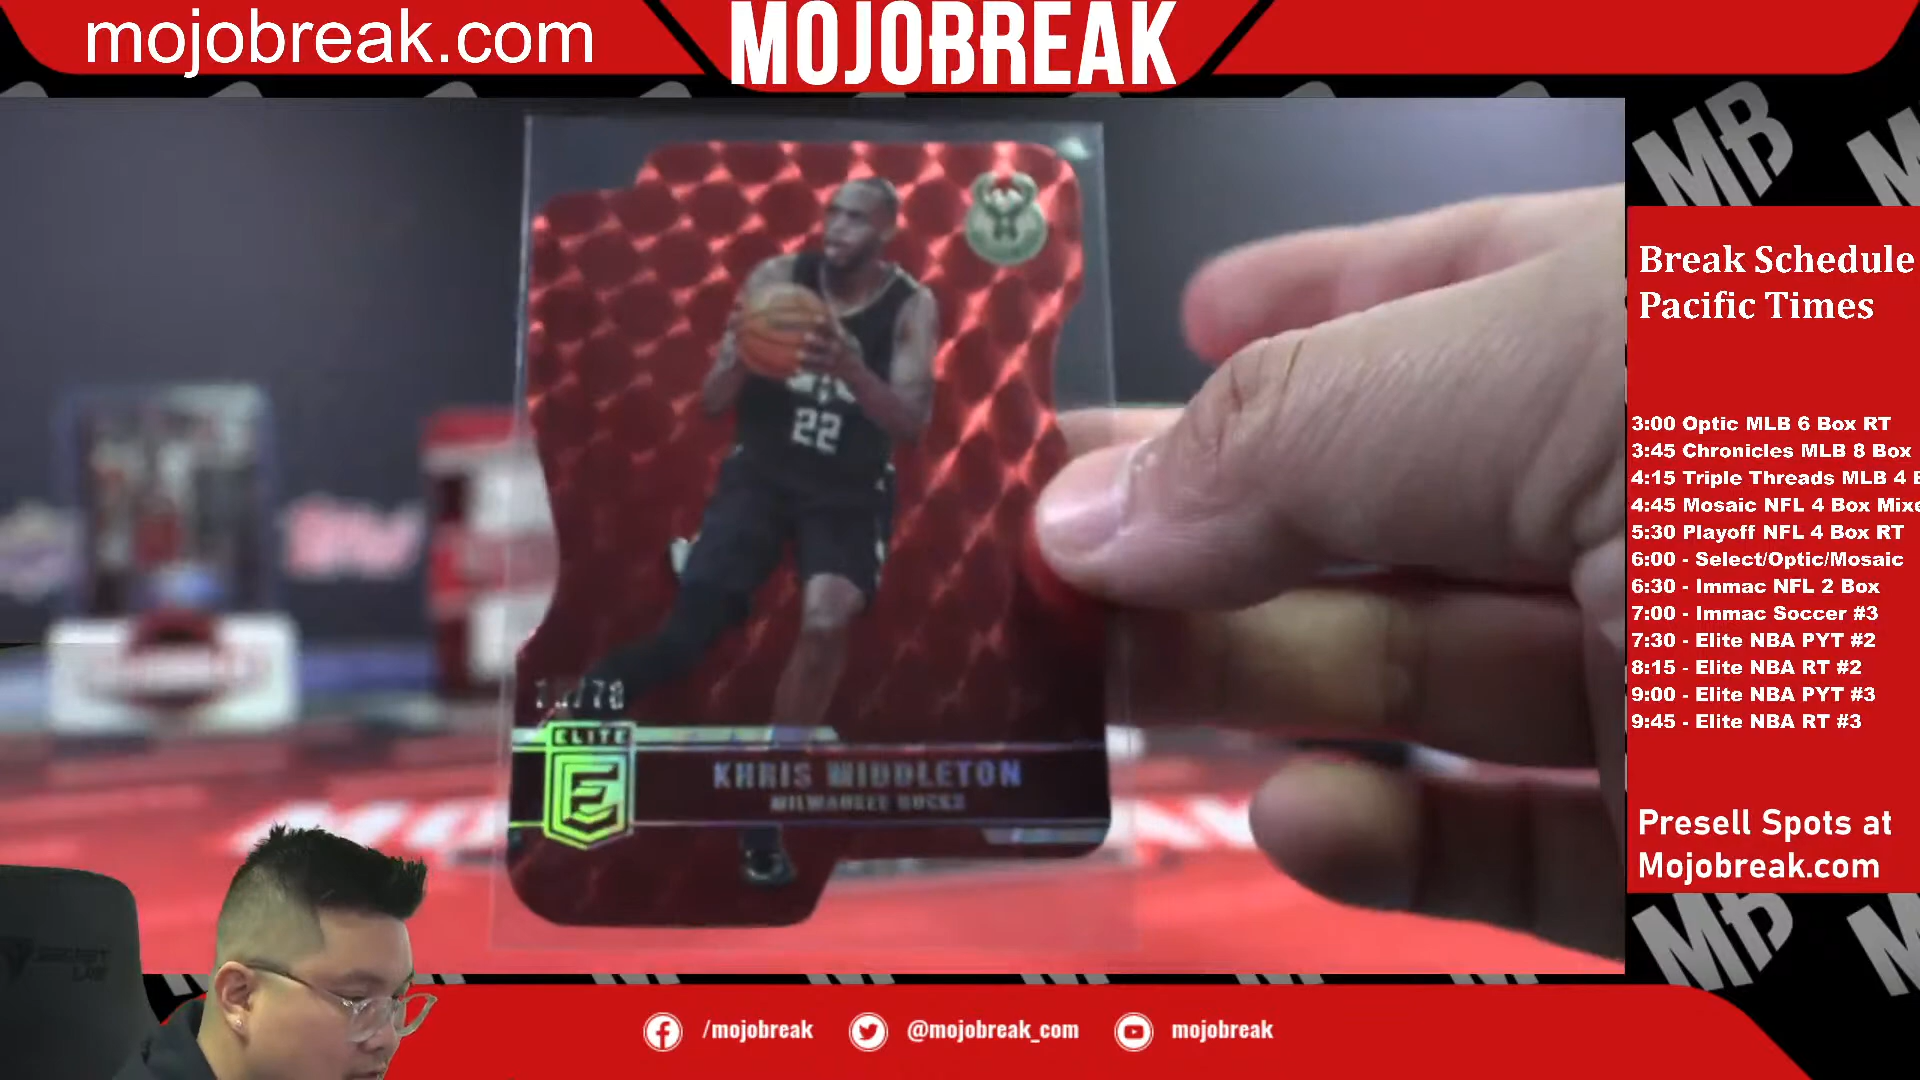 mojobreak.com
MOJOBREAK
MB
Break Schedule
Pacific Times
22
3:00 Optic MLB 6 Box RT
3:45 Chronicles MLB 8 Box
4:15 Triple Threads MLB 4 B
4:45 Mosaic NFL 4 Box Mixe
5:30 Playoff NFL 4 Box RT
6:00 - Select/Optic/Mosaic
6:30 - Immac NFL 2 Box
7:00 - Immac Soccer #3
7:30 - Elite NBA PYT #2
8:15 - Elite NBA RT #2
9:00 - Elite NBA PYT #3
9:45 - Elite NBA RT #3
ELITE
E
KHRIS MIDDLETON
MILWAUKEE BUCKS
Presell Spots at
Mojobreak.com
MB
/mojobreak
@mojobreak_com
mojobreak